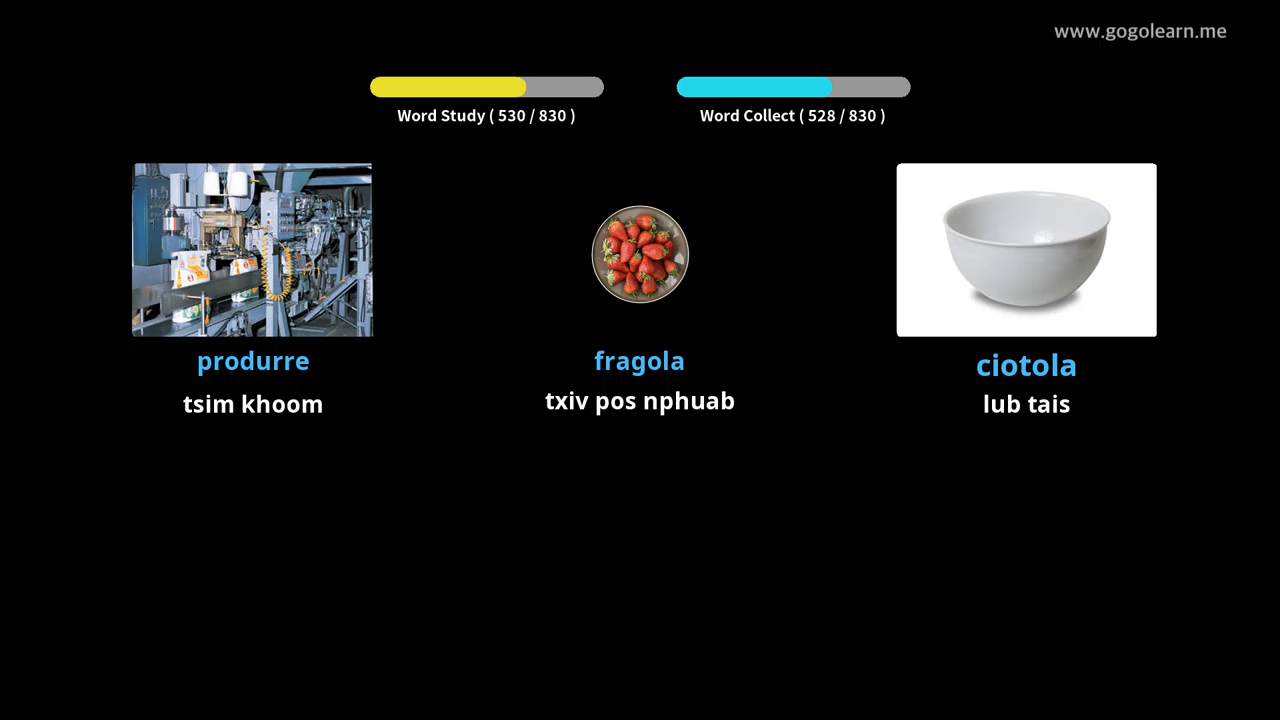 www.gogolearn.me
Word Study ( 530 / 830 )
Word Collect ( 528 / 830 )
produrre
tsim khoom
fragola
txiv pos nphuab
ciotola
lub tais